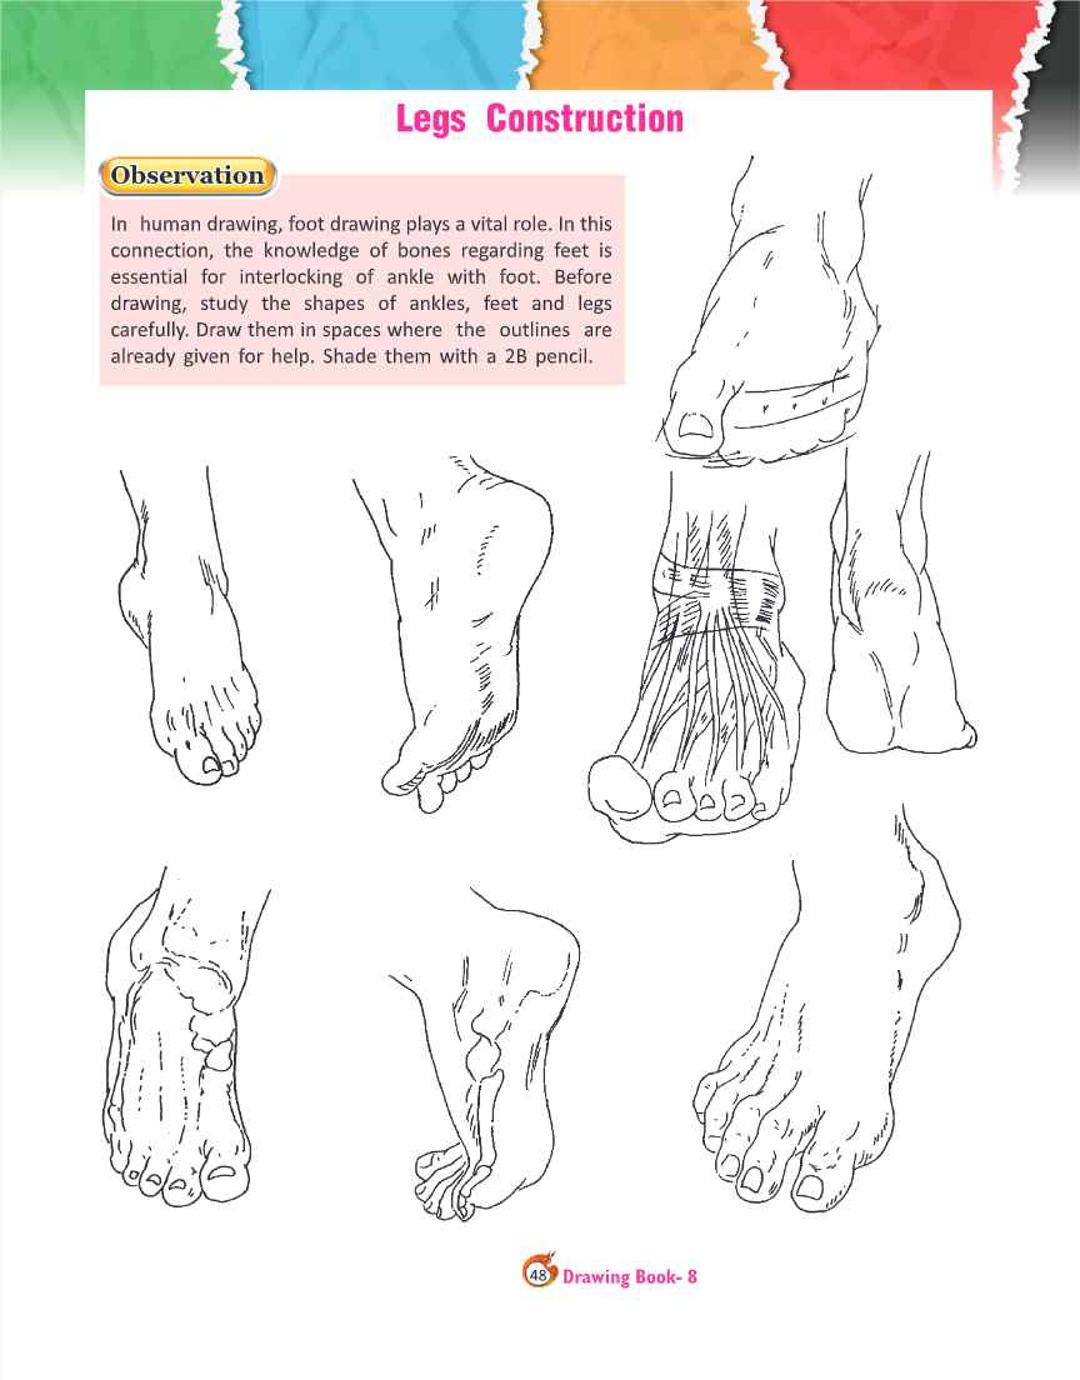 Legs Construction
Observation
In human drawing, foot drawing plays a vital role. In this
connection, the knowledge of bones regarding feet is
essential for interlocking of ankle with foot. Before
drawing, study the shapes of ankles, feet and legs
carefully. Draw them in spaces where the outlines are
already given for help. Shade them with a 2B pencil.
48 Drawing Book- 8